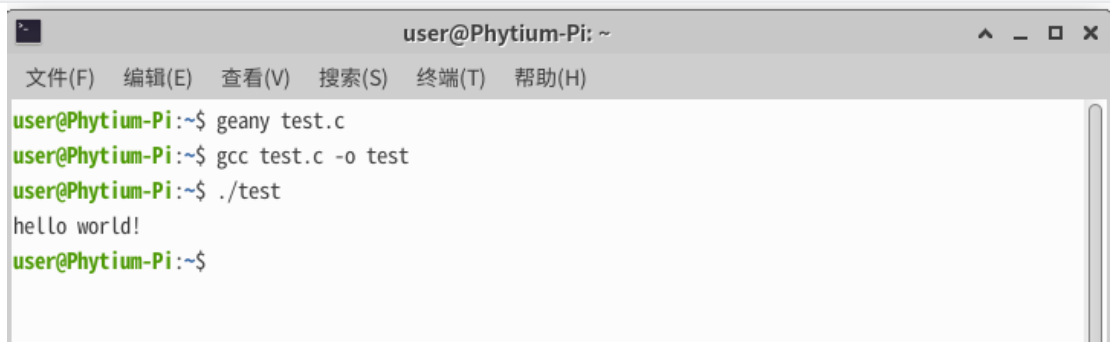 user@Phytium-Pi: ~
文件(F) 编辑(E) 查看(V) 搜索(S) 终端(T) 帮助(H)
user@Phytium-Pi:~$ geany test.c
user@Phytium-Pi:~$ gcc test.c -o test
user@Phytium-Pi:~$ ./test
hello world!
user@Phytium-Pi:~$